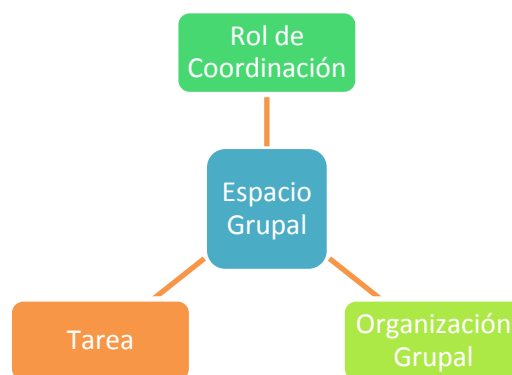 Rol de
Coordinación
Espacio
Grupal
Tarea
Organización
Grupal